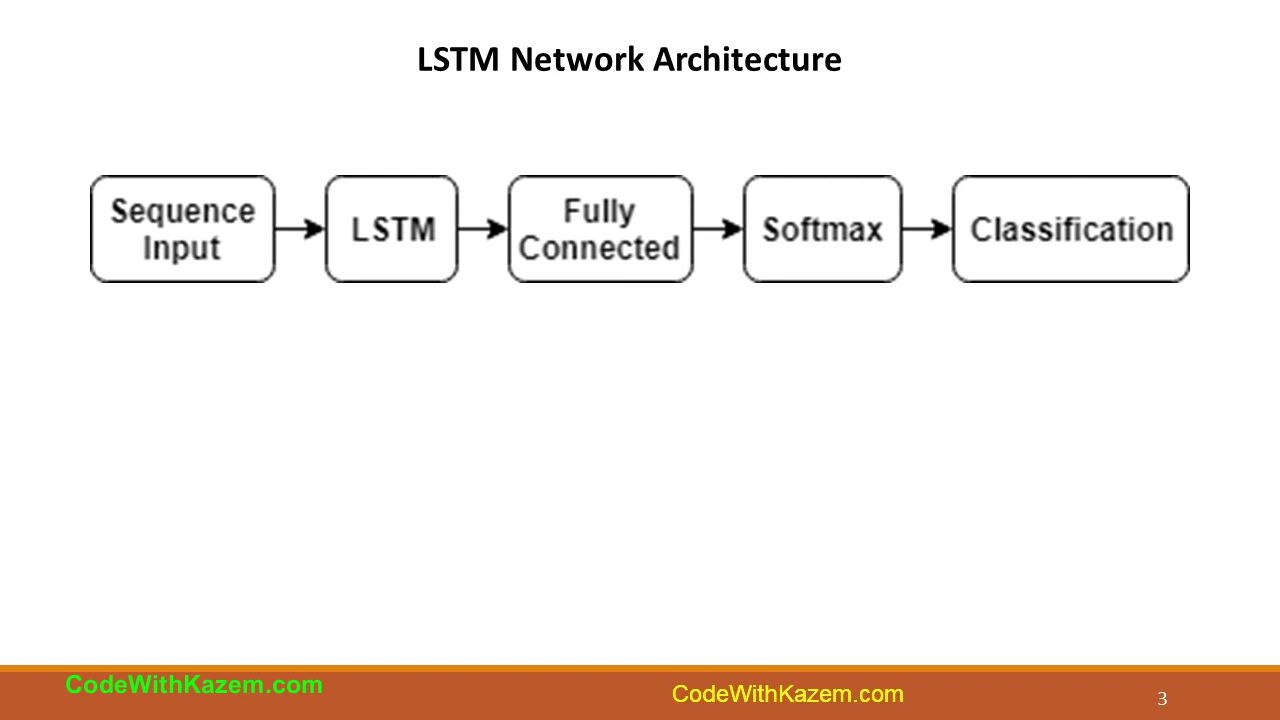 LSTM Network Architecture
Sequence
Input
LSTM
Fully
Connected
Softmax
Classification
CodeWithKazem.com
CodeWithKazem.com
3